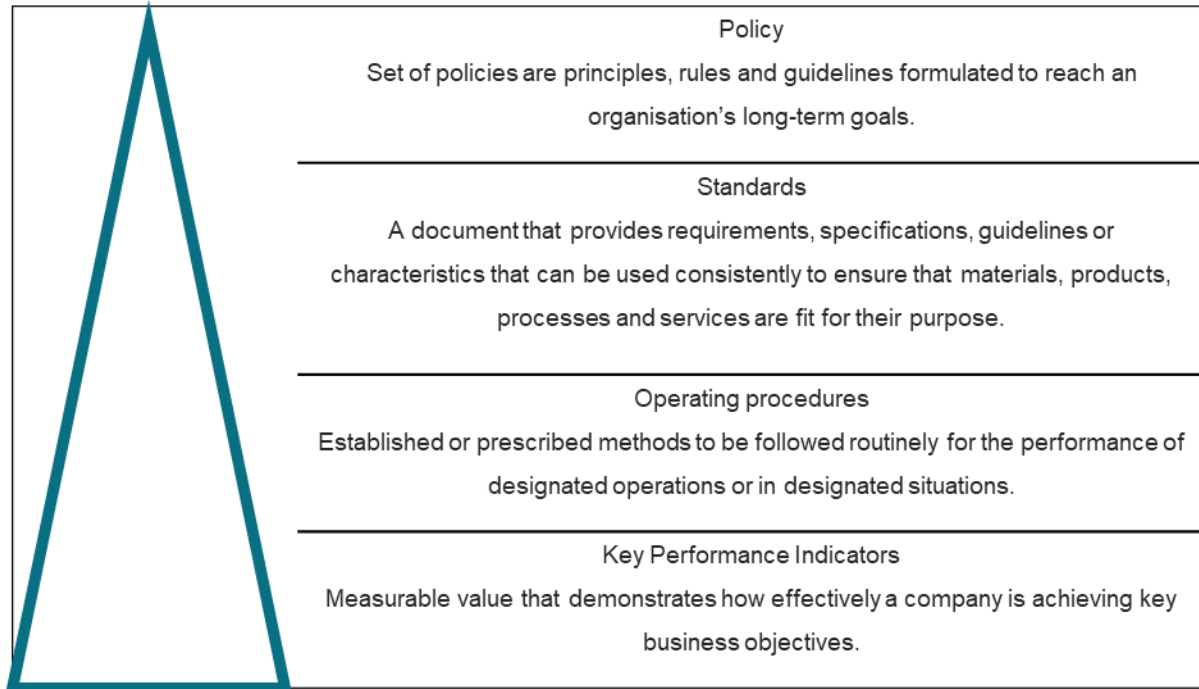 Policy
Set of policies are principles, rules and guidelines formulated to reach an
organisation’s long-term goals.
Standards
A document that provides requirements, specifications, guidelines or
characteristics that can be used consistently to ensure that materials, products,
processes and services are fit for their purpose.
Operating procedures
Established or prescribed methods to be followed routinely for the performance of
designated operations or in designated situations.
Key Performance Indicators
Measurable value that demonstrates how effectively a company is achieving key
business objectives.